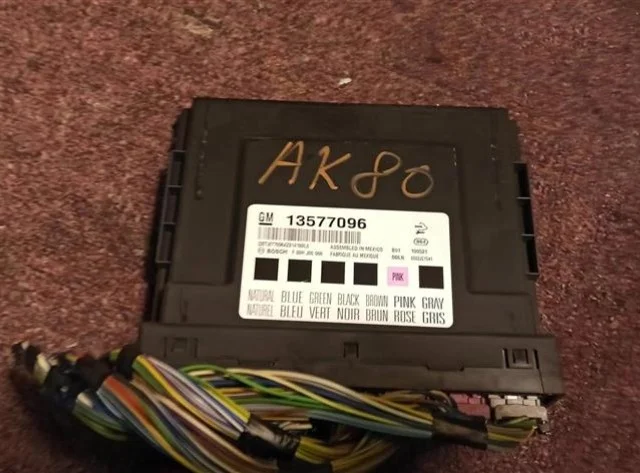 AK80
GM 13577096
ASSEMBLED IN MEXICO
BOSCH FABRIQUE AU MEXIQUE
PINK
NATURAL BLUE GREEN BLACK BROWN PINK GRAY
NATUREL BLEU VERT NOIR BRUN ROSE GRIS